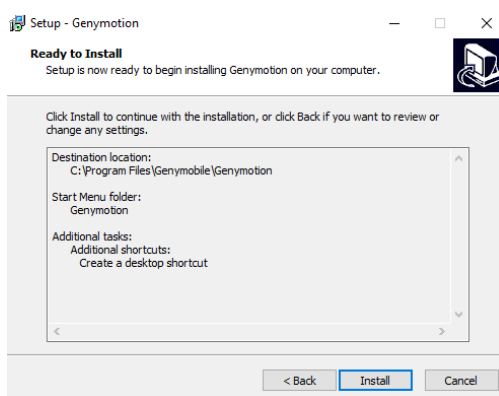 Setup - Genymotion
Ready to Install
Setup is now ready to begin installing Genymotion on your computer.
Click Install to continue with the installation, or click Back if you want to review or
change any settings.
Destination location:
C:\Program Files\Genymobile\Genymotion
Start Menu folder:
Genymotion
Additional tasks:
Additional shortcuts:
Create a desktop shortcut
< Back
Install
Cancel